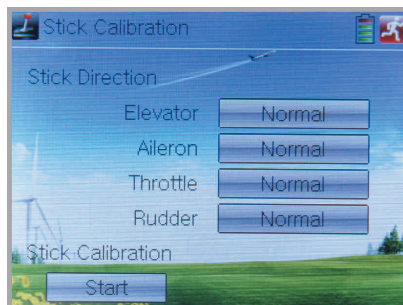 Stick Calibration
Stick Direction
Elevator Normal
Aileron Normal
Throttle Normal
Rudder Normal
Stick Calibration
Start